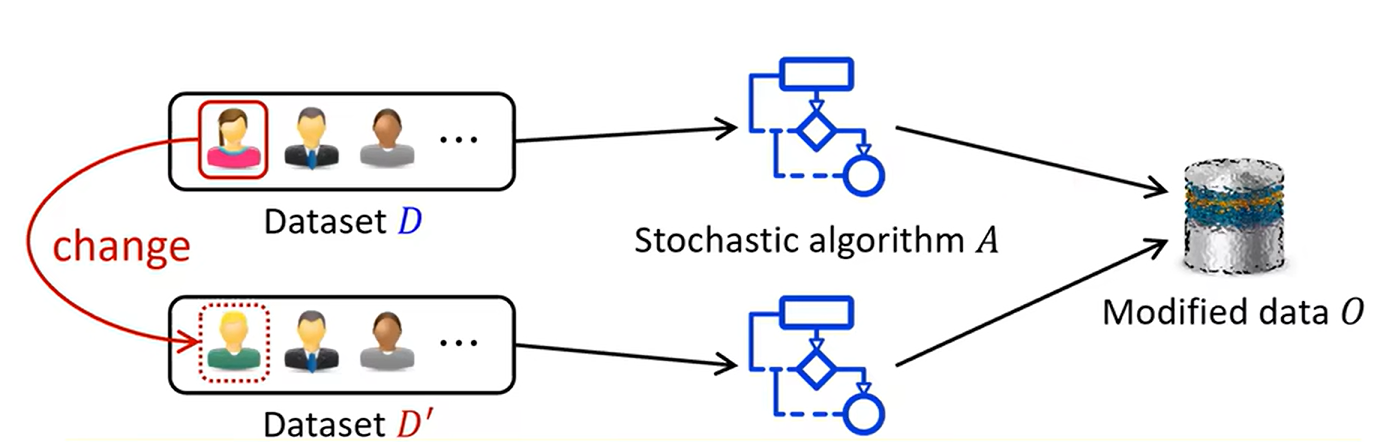 ...
Dataset D
change
Stochastic algorithm A
Modified data O
...
Dataset D′